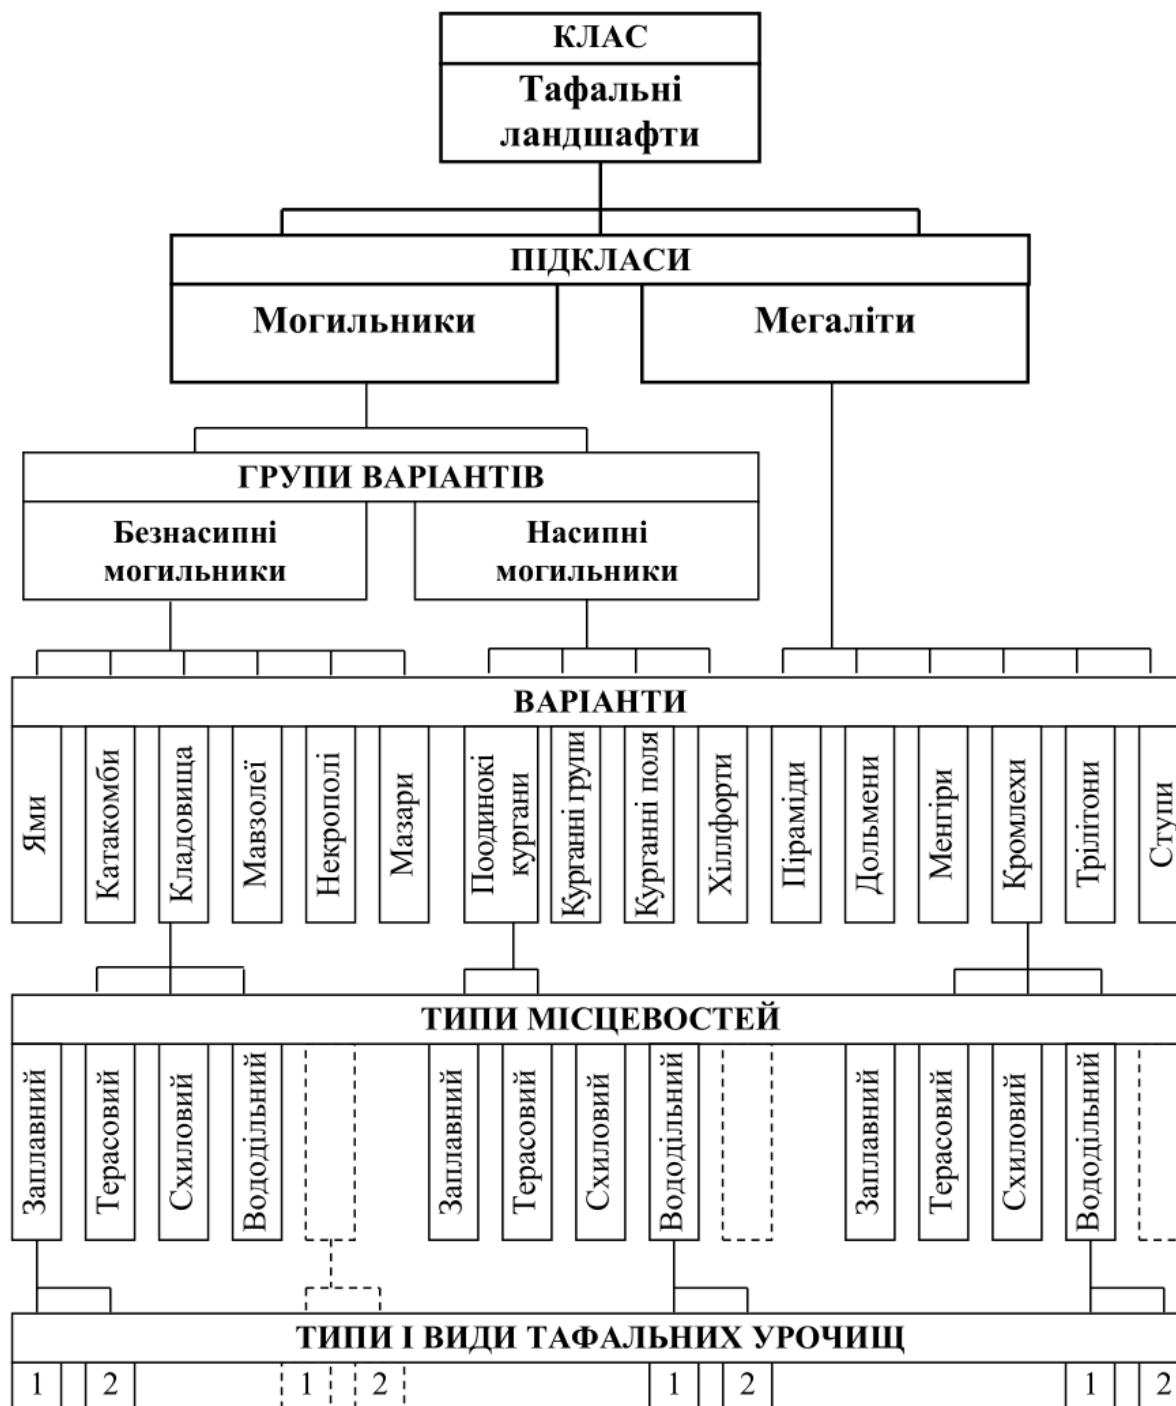 КЛАС
Тафальні
ландшафти
ПІДКЛАСИ
Могильники
Мегаліти
ГРУПИ ВАРІАНТІВ
Безнасипні
могильники
Насипні
могильники
ВАРІАНТИ
Ями
Катакомби
Кладовища
Мавзолеї
Некрополі
Мазари
Поодинокі
кургани
Курганні групи
Курганні поля
Хіллфорти
Піраміди
Дольмени
Менгіри
Кромлехи
Трілітони
Ступи
ТИПИ МІСЦЕВОСТЕЙ
Заплавний
Терасовий
Схиловий
Вододільний
Заплавний
Терасовий
Схиловий
Вододільний
Заплавний
Терасовий
Схиловий
Вододільний
ТИПИ І ВИДИ ТАФАЛЬНИХ УРОЧИЩ
1
2
1
2
1
2
1
2